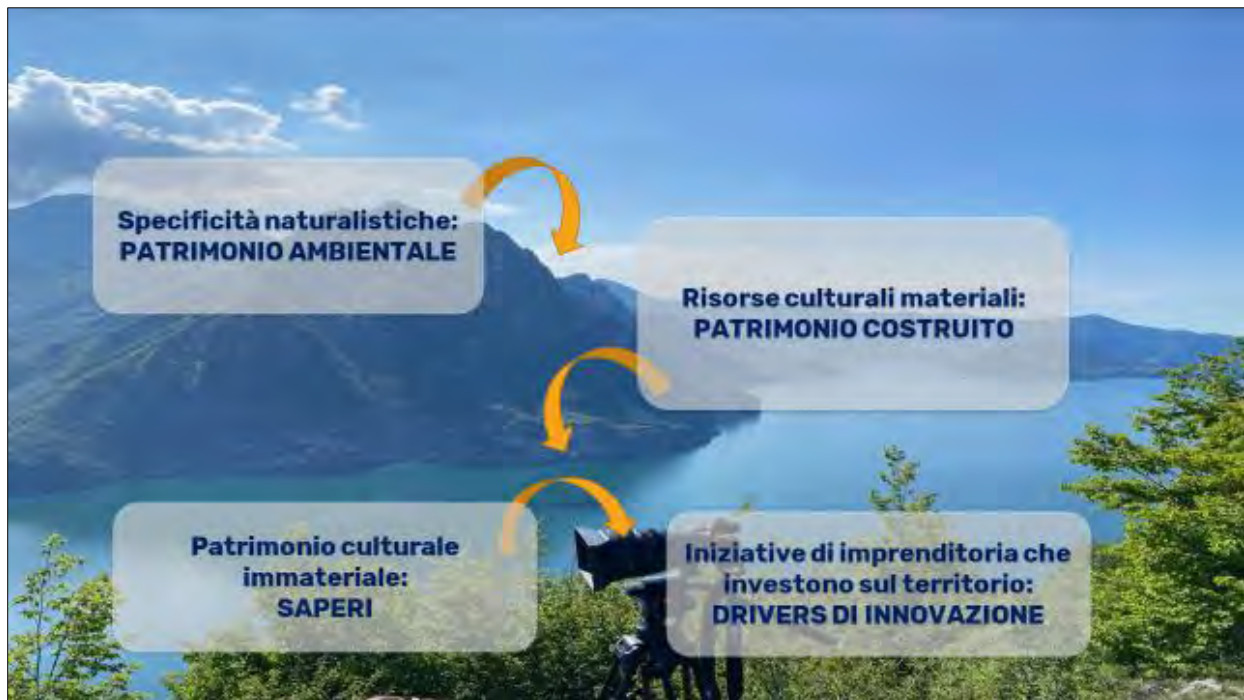 Specificità naturalistiche:
PATRIMONIO AMBIENTALE
Risorse culturali materiali:
PATRIMONIO COSTRUITO
Patrimonio culturale
immateriale:
SAPERI
Iniziative di imprenditoria che
investono sul territorio:
DRIVERS DI INNOVAZIONE